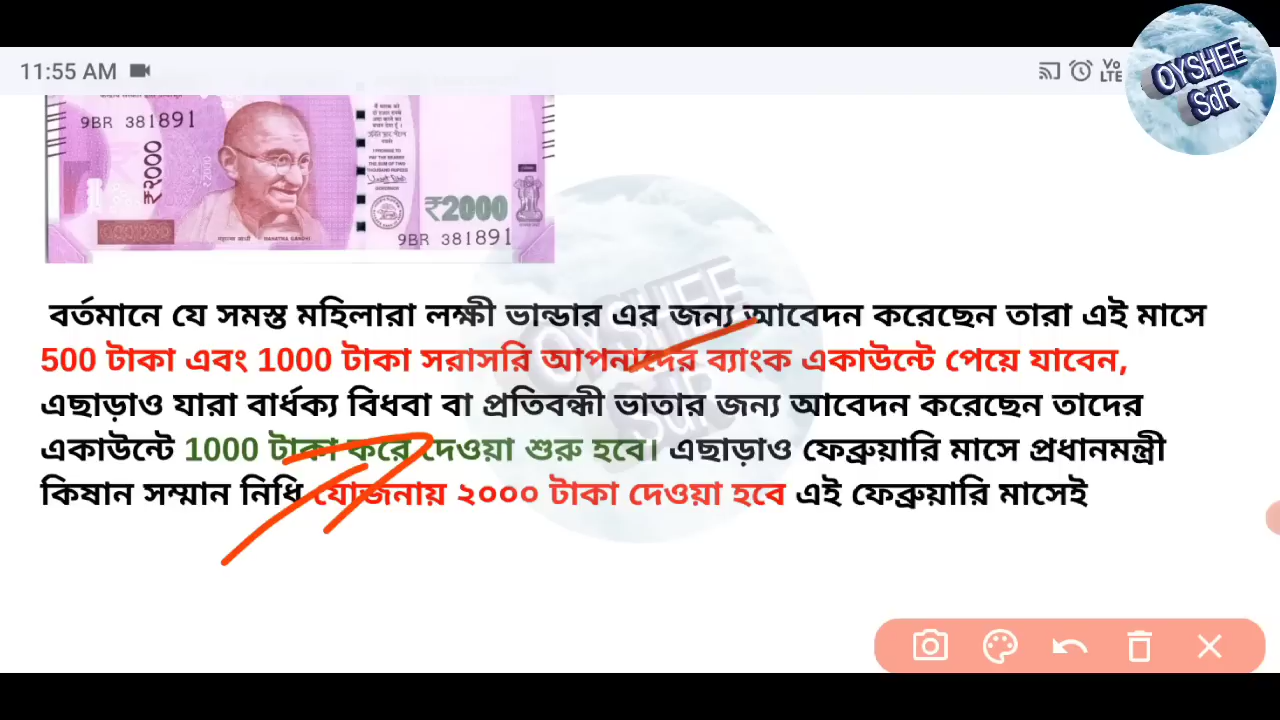 11:55 AM
Vo
LTE
OYSHEE
SdR
9BR 381891
₹2000
9BR 381891
বর্তমানে যে সমস্ত মহিলারা লক্ষী ভান্ডার এর জন্য আবেদন করেছেন তারা এই মাসে
500 টাকা এবং 1000 টাকা সরাসরি আপনাদের ব্যাংক একাউন্টে পেয়ে যাবেন,
এছাড়াও যারা বার্ধক্য বিধবা বা প্রতিবন্ধী ভাতার জন্য আবেদন করেছেন তাদের
একাউন্টে 1000 টাকা করে দেওয়া শুরু হবে। এছাড়াও ফেব্রুয়ারি মাসে প্রধানমন্ত্রী
কিষান সম্মান নিধি যোজনায় ২০০০ টাকা দেওয়া হবে এই ফেব্রুয়ারি মাসেই